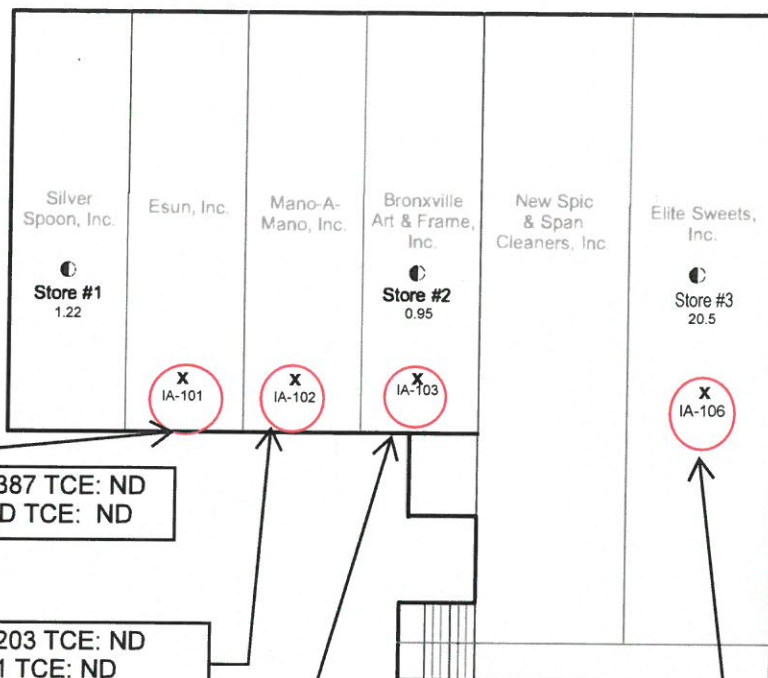 Silver
Spoon, Inc.
Store #1
1.22
Esun, Inc.
X
IA-101
Mano-A-
Mano, Inc.
X
IA-102
Bronxville
Art & Frame,
Inc.
Store #2
0.95
X
IA-103
New Spic
& Span
Cleaners, Inc
Elite Sweets,
Inc.
Store #3
20.5
X
IA-106
387 TCE: ND
D TCE: ND
203 TCE: ND
1 TCE: ND